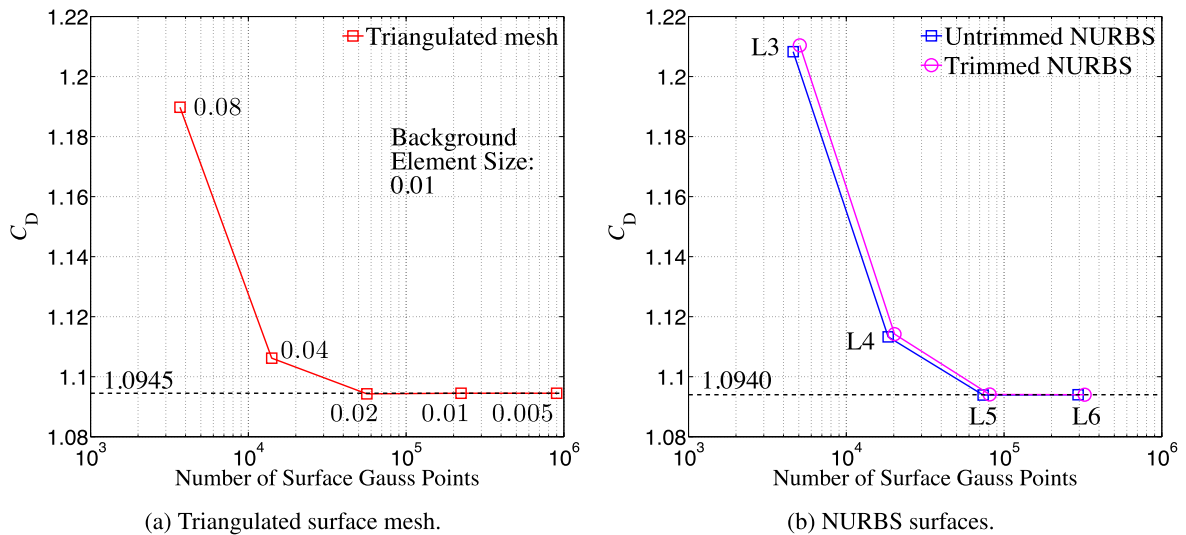 1.22
1.2
1.18
1.16
1.14
1.12
1.1
1.08
C_D
Triangulated mesh
0.08
Background
Element Size:
0.01
0.04
1.0945
0.02
0.01
0.005
10^3
10^4
10^5
10^6
Number of Surface Gauss Points
(a) Triangulated surface mesh.
1.22
1.2
1.18
1.16
1.14
1.12
1.1
1.08
C_D
L3
Untrimmed NURBS
Trimmed NURBS
L4
1.0940
L5
L6
10^3
10^4
10^5
10^6
Number of Surface Gauss Points
(b) NURBS surfaces.